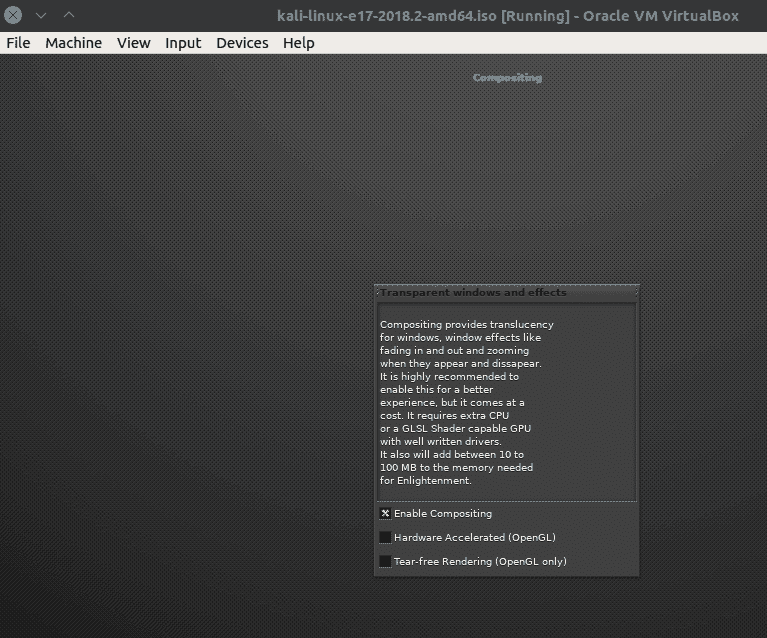 kali-linux-e17-2018.2-amd64.iso [Running] - Oracle VM VirtualBox
File Machine View Input Devices Help
Compositing
Transparent windows and effects
Compositing provides translucency
for windows, window effects like
fading in and out and zooming
when they appear and dissapear.
It is highly recommended to
enable this for a better
experience, but it comes at a
cost. It requires extra CPU
or a GLSL Shader capable GPU
with well written drivers.
It also will add between 10 to
100 MB to the memory needed
for Enlightenment.
Enable Compositing
Hardware Accelerated (OpenGL)
Tear-free Rendering (OpenGL only)